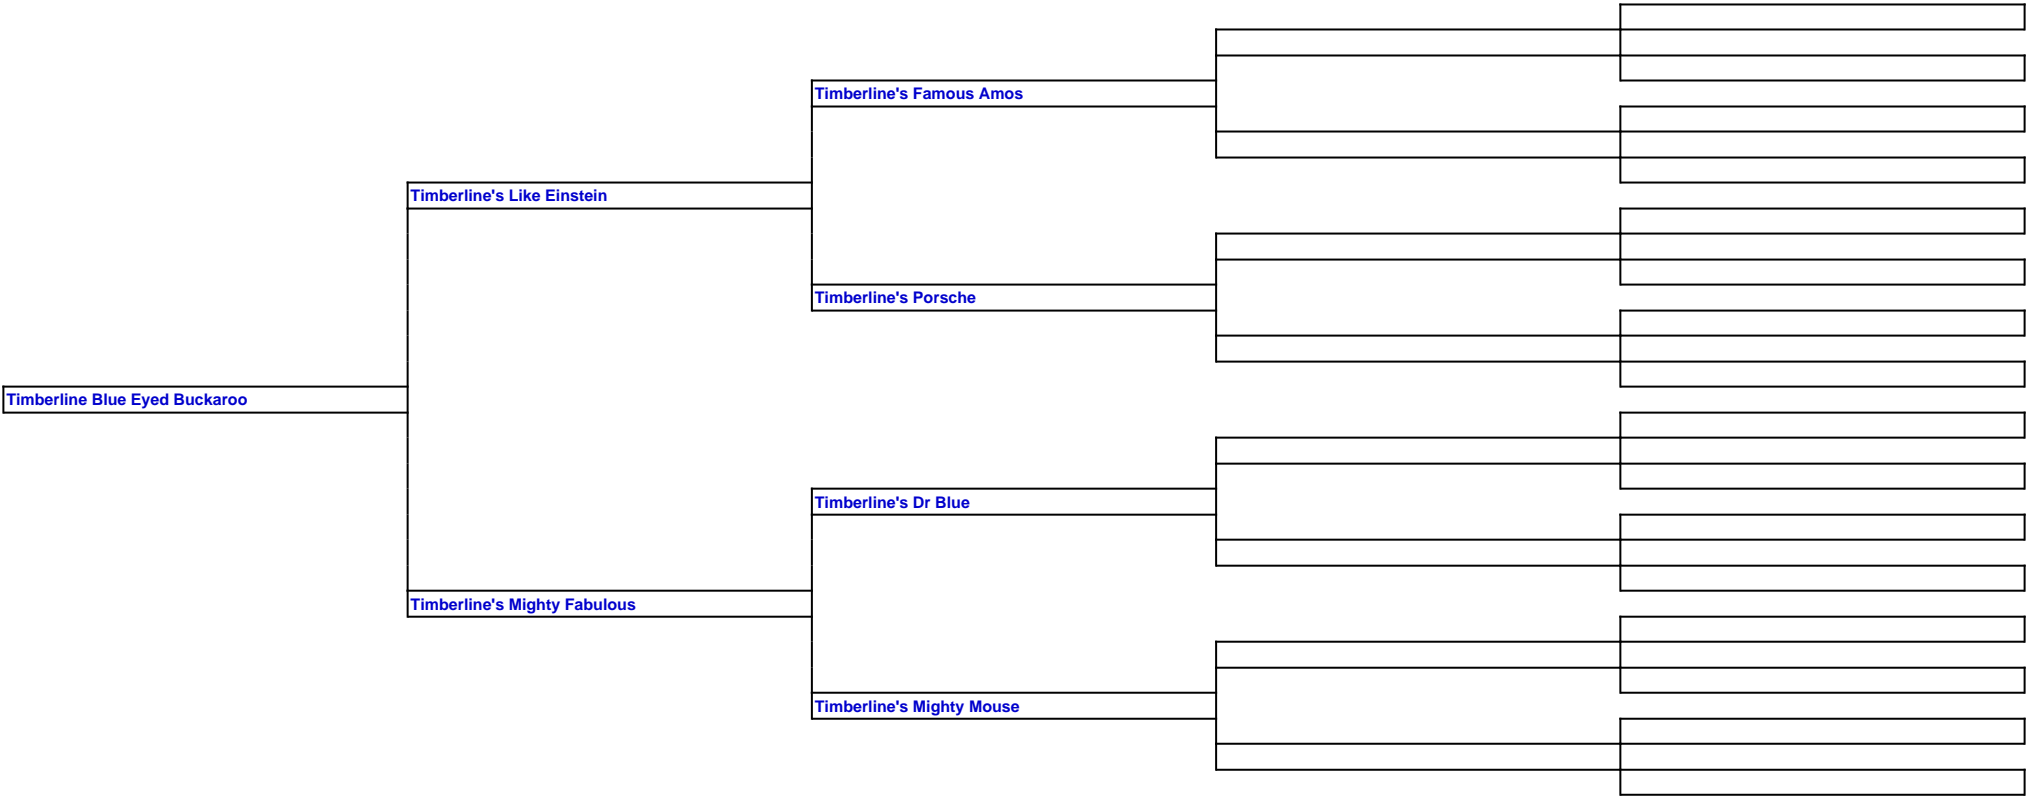 Timberline's Famous Amos
Timberline's Like Einstein
Timberline's Porsche
Timberline Blue Eyed Buckaroo
Timberline's Dr Blue
Timberline's Mighty Fabulous
Timberline's Mighty Mouse